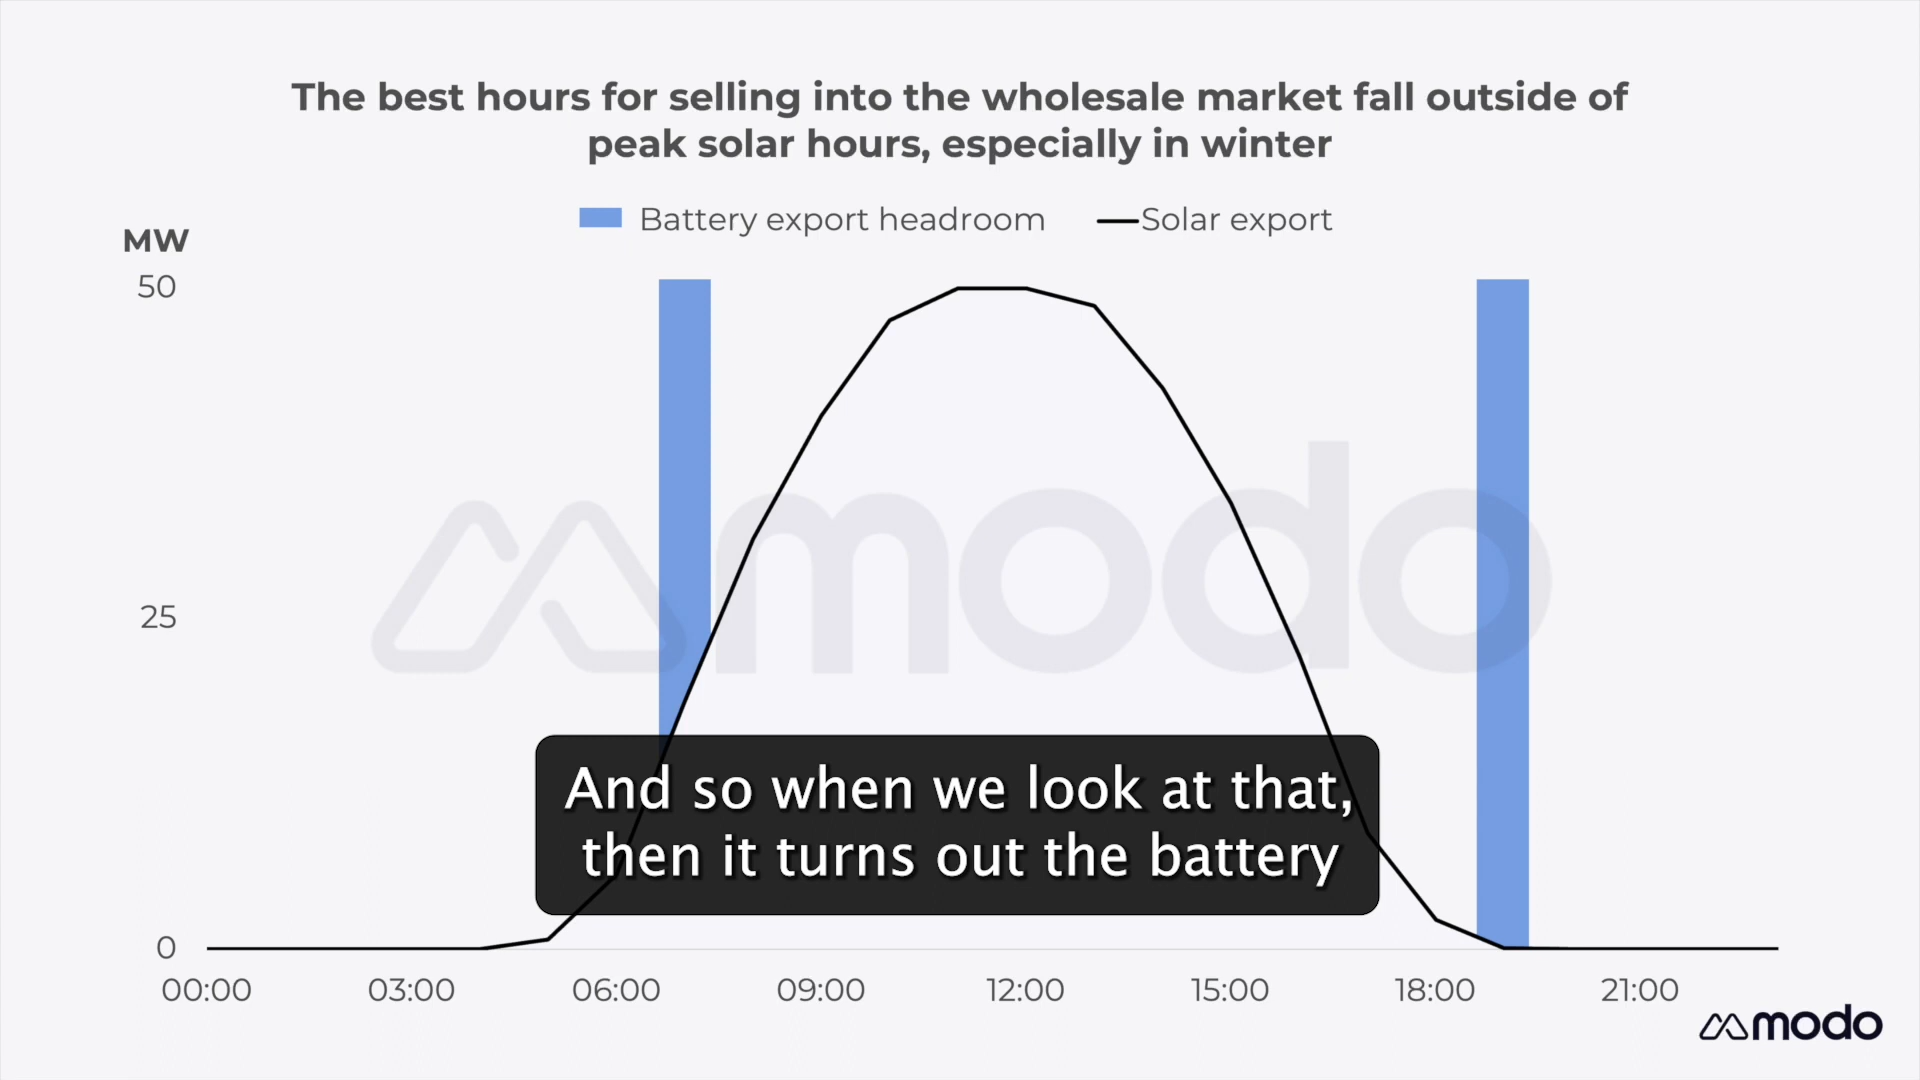 The best hours for selling into the wholesale market fall outside of
peak solar hours, especially in winter
Battery export headroom
Solar export
MW
50
25
0
modo
And so when we look at that,
then it turns out the battery
00:00
03:00
06:00
09:00
12:00
15:00
18:00
21:00
modo